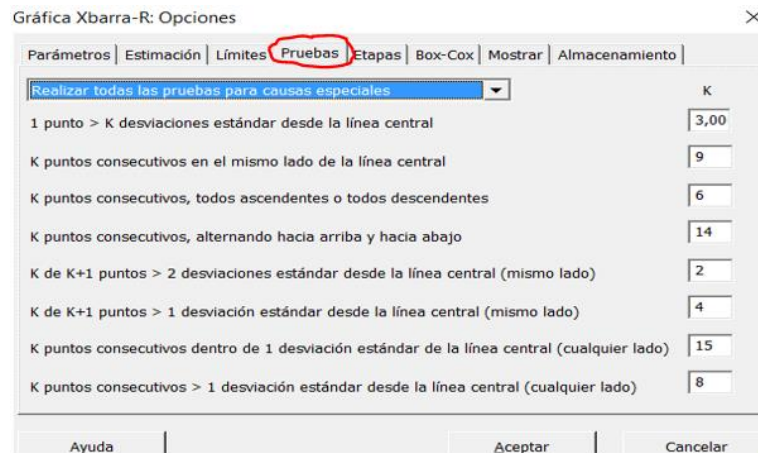 Gráfica Xbarra-R: Opciones
Parámetros Estimación Límites Pruebas Etapas Box-Cox Mostrar Almacenamiento
Realizar todas las pruebas para causas especiales K
1 punto > K desviaciones estándar desde la línea central 3,00
K puntos consecutivos en el mismo lado de la línea central 9
K puntos consecutivos, todos ascendentes o todos descendentes 6
K puntos consecutivos, alternando hacia arriba y hacia abajo 14
K de K+1 puntos > 2 desviaciones estándar desde la línea central (mismo lado) 2
K de K+1 puntos > 1 desviación estándar desde la línea central (mismo lado) 4
K puntos consecutivos dentro de 1 desviación estándar de la línea central (cualquier lado) 15
K puntos consecutivos > 1 desviación estándar desde la línea central (cualquier lado) 8
Ayuda Aceptar Cancelar